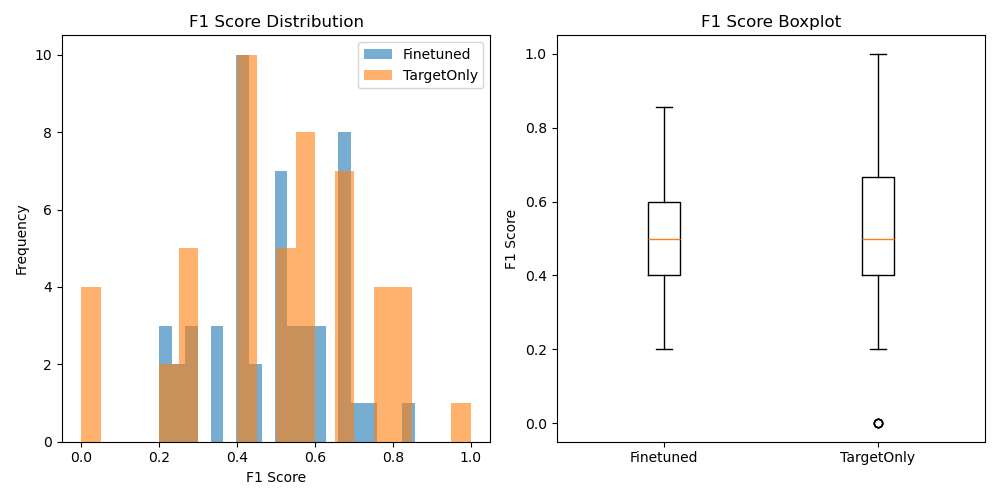 F1 Score Distribution
Finetuned
TargetOnly
Frequency
10
8
6
4
2
0
0.0 0.2 0.4 0.6 0.8 1.0
F1 Score
F1 Score Boxplot
F1 Score
1.0
0.8
0.6
0.4
0.2
0.0
Finetuned TargetOnly